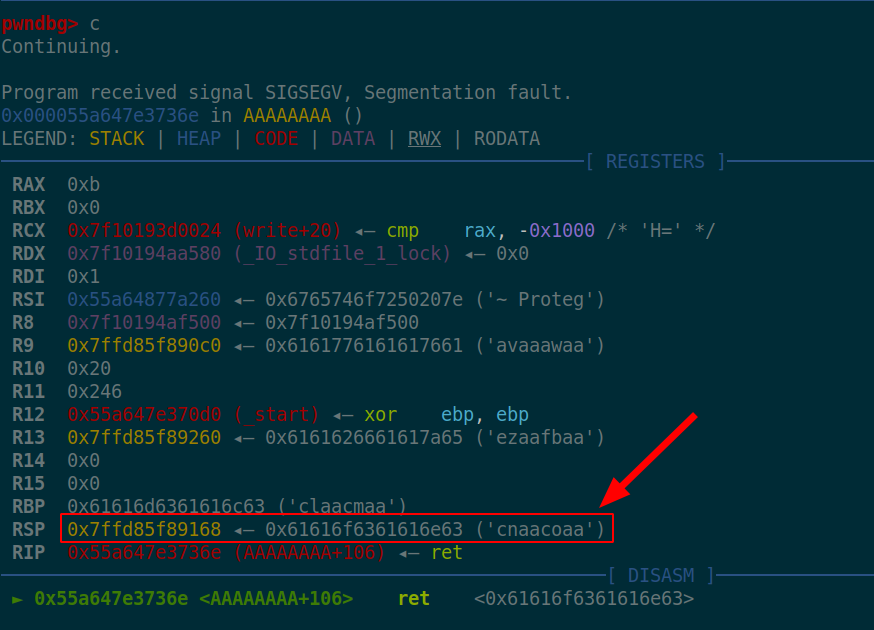 pwndbg> c
Continuing.
Program received signal SIGSEGV, Segmentation fault.
0x000055a647e3736e in AAAAAAAA ()
LEGEND: STACK | HEAP | CODE | DATA | RWX | RODATA
[ REGISTERS ]
RAX 0xb
RBX 0x0
RCX 0x7f10193d0024 (write+20) ◂— cmp rax, -0x1000 /* 'H=' */
RDX 0x7f10194aa580 (_IO_stdfile_1_lock) ◂— 0x0
RDI 0x1
RSI 0x55a64877a260 ◂— 0x6765746f7250207e ('~ Proteg')
R8 0x7f10194af500 ◂— 0x7f10194af500
R9 0x7ffd85f890c0 ◂— 0x6161776161617661 ('avaaawaa')
R10 0x20
R11 0x246
R12 0x55a647e370d0 (_start) ◂— xor ebp, ebp
R13 0x7ffd85f89260 ◂— 0x6161626661617a65 ('ezaafbaa')
R14 0x0
R15 0x0
RBP 0x61616d6361616c63 ('claacmaa')
RSP 0x7ffd85f89168 ◂— 0x61616f6361616e63 ('cnaacoaa')
RIP 0x55a647e3736e (AAAAAAAA+106) ◂— ret
[ DISASM ]
► 0x55a647e3736e <AAAAAAAA+106> ret <0x61616f6361616e63>